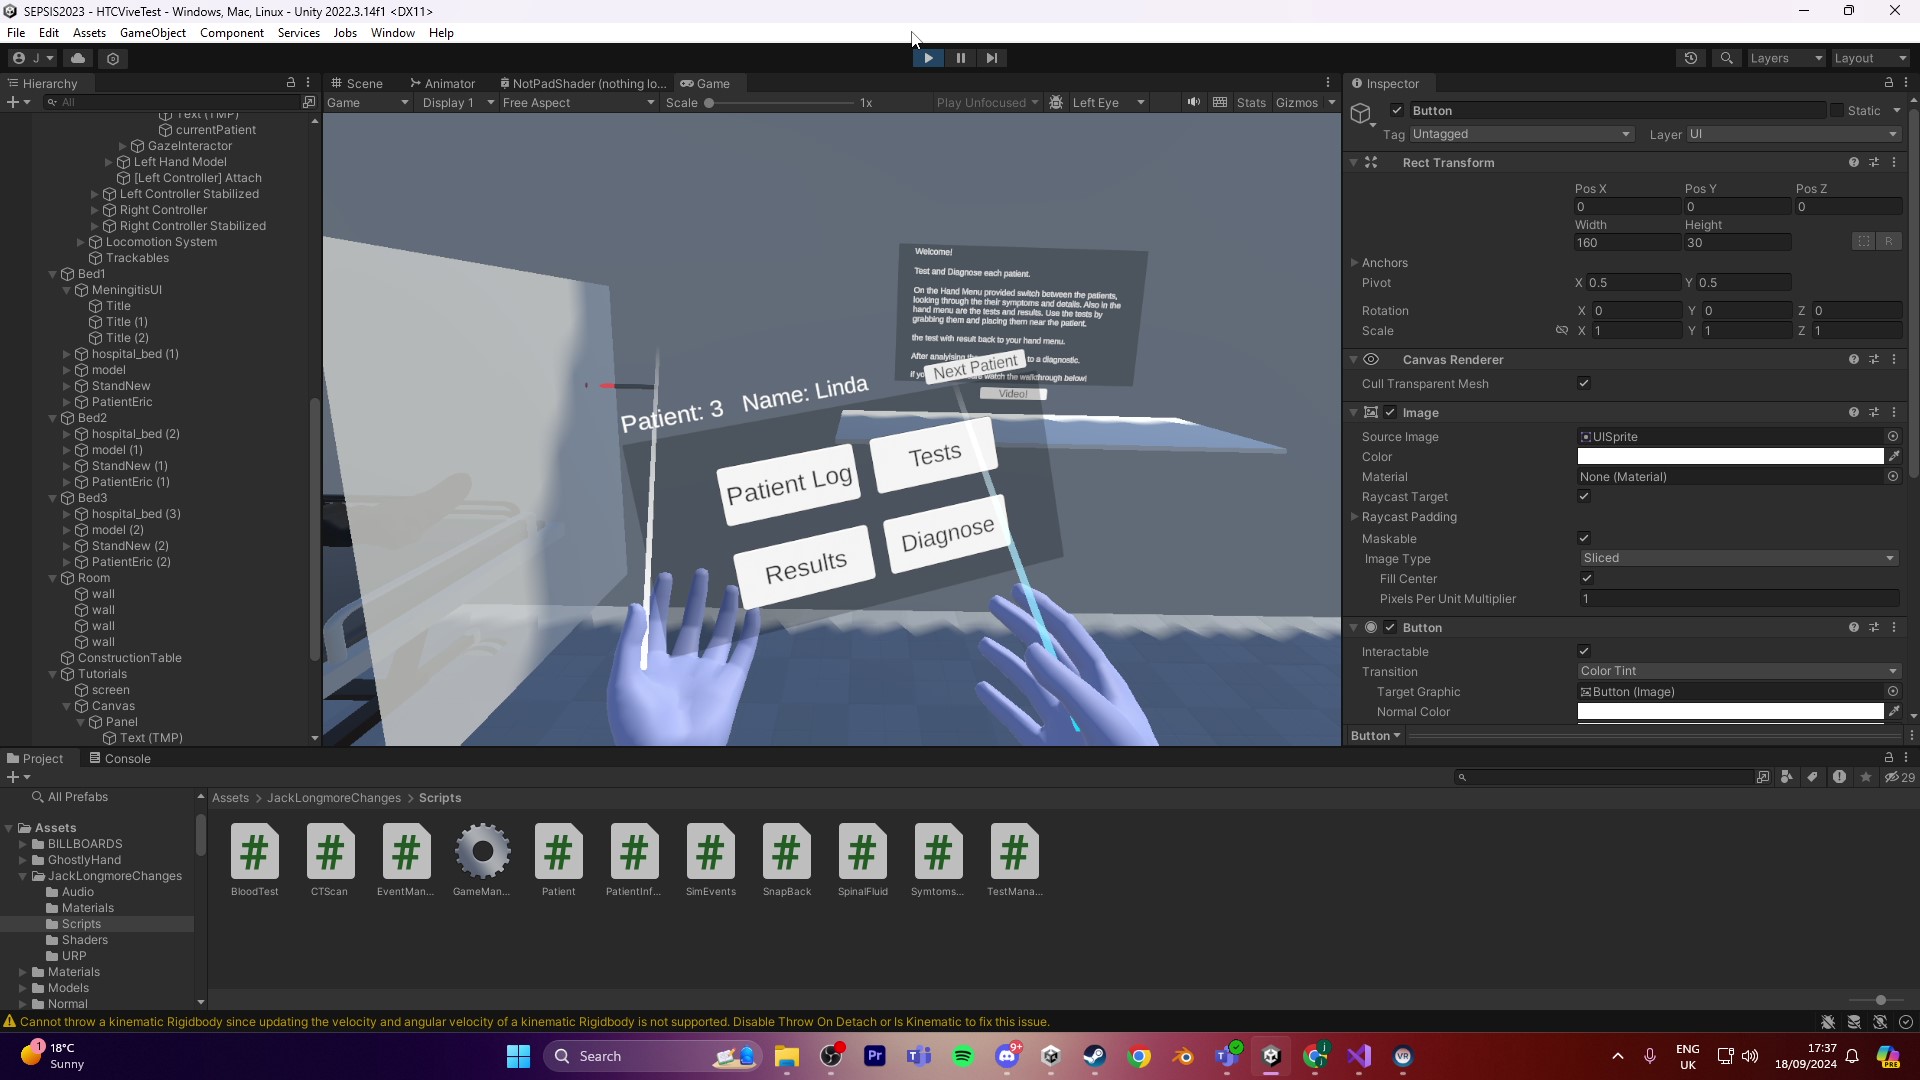 SEPSIS2023 - HTCViveTest - Windows, Mac, Linux - Unity 2022.3.14f1 <DX11>
File Edit Assets GameObject Component Services Jobs Window Help
J Layers Layout
Hierarchy
All
Text (TMP)
currentPatient
GazeInteractor
Left Hand Model
[Left Controller] Attach
Left Controller Stabilized
Right Controller
Right Controller Stabilized
Locomotion System
Trackables
Bed1
MeningitisUI
Title
Title (1)
Title (2)
hospital_bed (1)
model
StandNew
PatientEric
Bed2
hospital_bed (2)
model (1)
StandNew (1)
PatientEric (1)
Bed3
hospital_bed (3)
model (2)
StandNew (2)
PatientEric (2)
Room
wall
wall
wall
wall
ConstructionTable
Tutorials
screen
Canvas
Panel
Text (TMP)
Scene Animator NotPadShader (nothing lo... Game
Game Display 1 Free Aspect Scale 1x Play Unfocused Left Eye Stats Gizmos
Welcome!
Test and Diagnose each patient.
On the Hand Menu provided switch between the patients,
looking through the their symptoms and details. Also in the
hand menu are the tests and results. Use the tests by
grabbing them and placing them near the patient.
the test with result back to your hand menu.
After analyising to a diagnostic.
watch the walkthrough below!
Next Patient
Video!
Patient: 3 Name: Linda
Patient Log
Tests
Results
Diagnose
Inspector
Button Static
Tag Untagged Layer UI
Rect Transform
Pos X Pos Y Pos Z
0 0 0
Width Height
160 30
R
Anchors
Pivot X 0.5 Y 0.5
Rotation X 0 Y 0 Z 0
Scale X 1 Y 1 Z 1
Canvas Renderer
Cull Transparent Mesh
Image
Source Image UISprite
Color
Material None (Material)
Raycast Target
Raycast Padding
Maskable
Image Type Sliced
Fill Center
Pixels Per Unit Multiplier 1
Button
Interactable
Transition Color Tint
Target Graphic Button (Image)
Normal Color
Button
Project Console
29
All Prefabs
Assets
BILLBOARDS
GhostlyHand
JackLongmoreChanges
Audio
Materials
Scripts
Shaders
URP
Materials
Models
Normal
Assets > JackLongmoreChanges > Scripts
# # # # # # # # # #
BloodTest CTScan EventMan... GameMan... Patient PatientInf... SimEvents SnapBack SpinalFluid Symtoms... TestMana...
Cannot throw a kinematic Rigidbody since updating the velocity and angular velocity of a kinematic Rigidbody is not supported. Disable Throw On Detach or Is Kinematic to fix this issue.
1
18°C
Sunny
Search
Pr
9+
VR
ENG
UK
17:37
18/09/2024
PRE